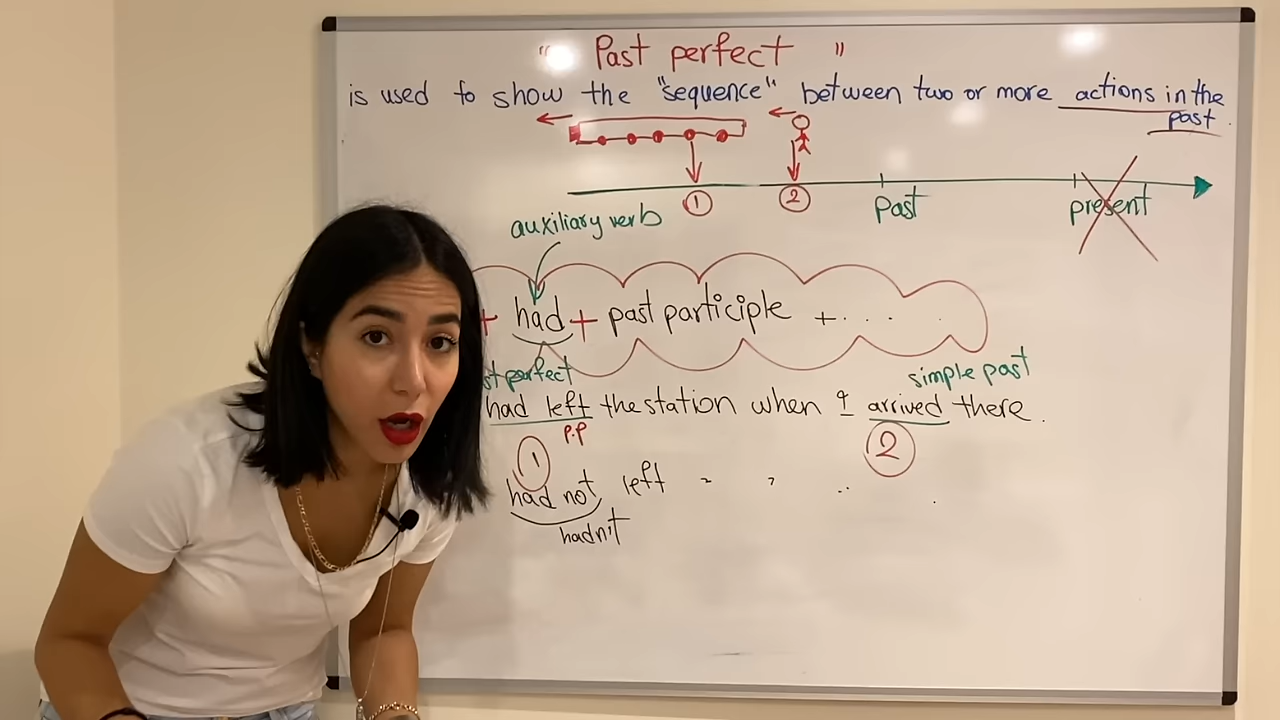 " Past perfect "
is used to show the "sequence" between two or more actions in the
past.
1 2 past present
auxiliary verb
+ had + past participle + . . .
st perfect simple past
had left the station when I arrived there.
p.p
1 2
had not left
hadn't